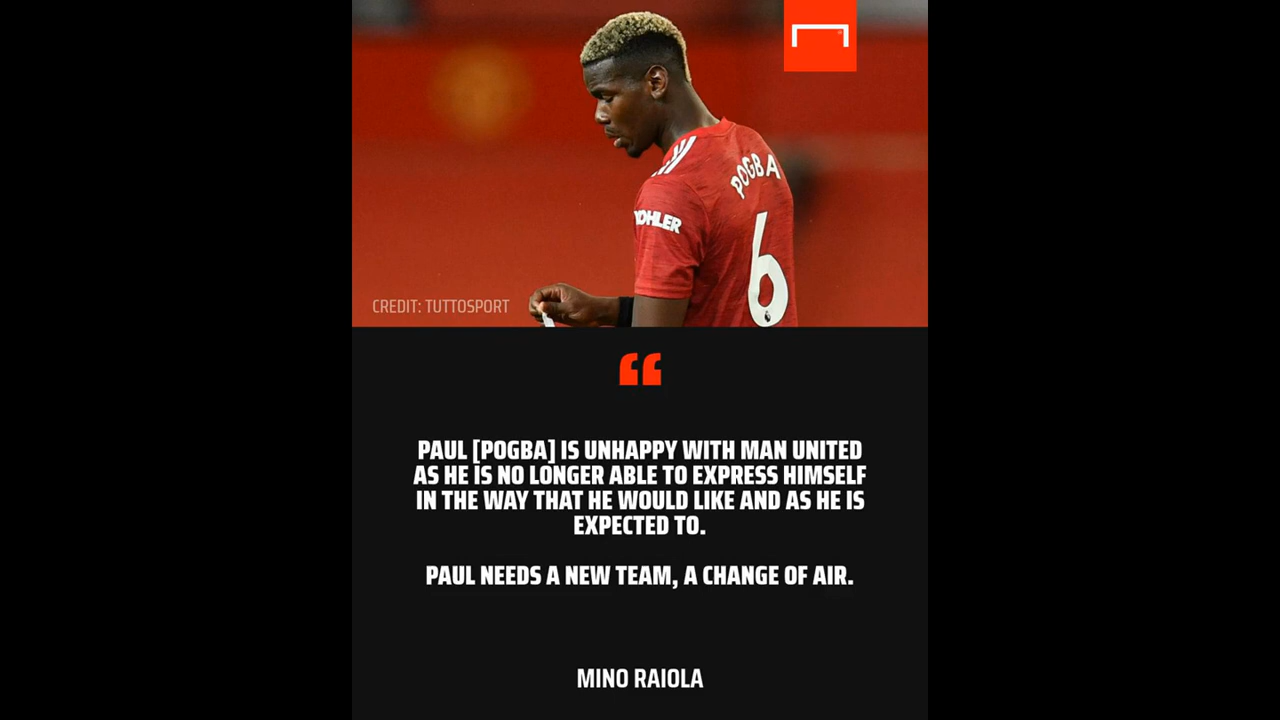 POGBA
KOHLER
6
CREDIT: TUTTOSPORT
“
PAUL [POGBA] IS UNHAPPY WITH MAN UNITED
AS HE IS NO LONGER ABLE TO EXPRESS HIMSELF
IN THE WAY THAT HE WOULD LIKE AND AS HE IS
EXPECTED TO.
PAUL NEEDS A NEW TEAM, A CHANGE OF AIR.
MINO RAIOLA